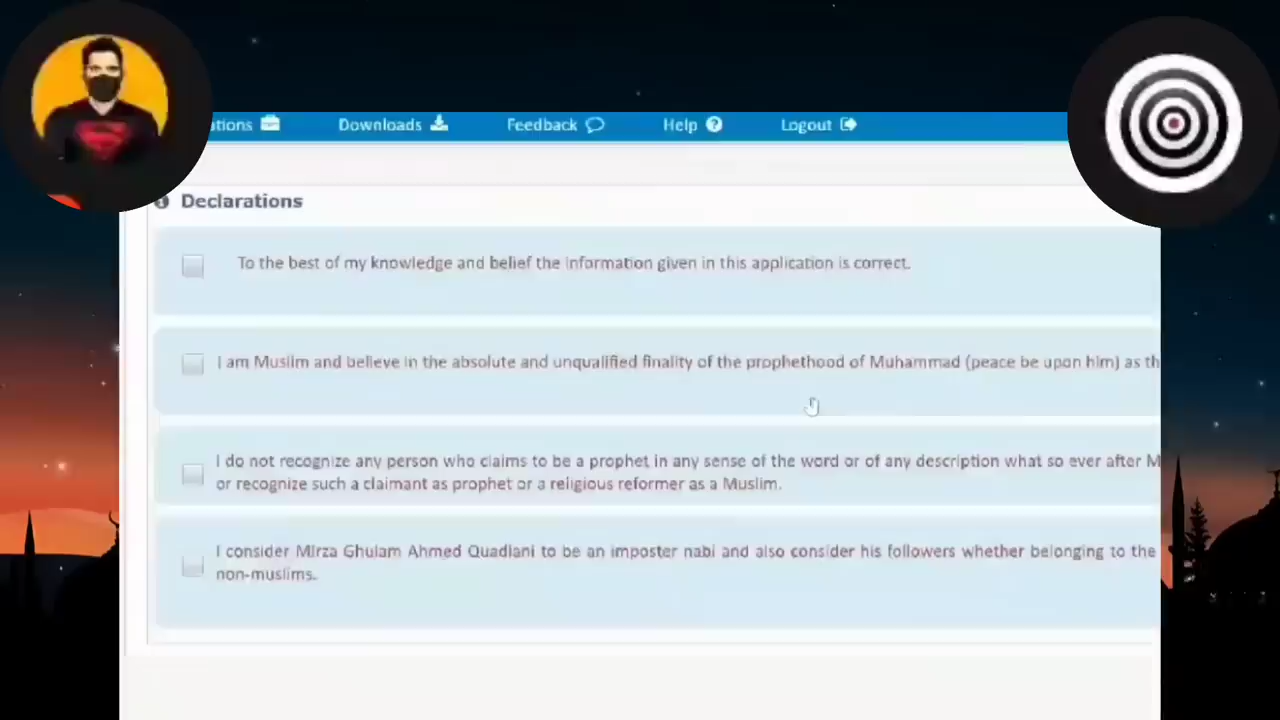 ations Downloads Feedback Help Logout
Declarations
To the best of my knowledge and belief the information given in this application is correct.
I am Muslim and believe in the absolute and unqualified finality of the prophethood of Muhammad (peace be upon him) as th
I do not recognize any person who claims to be a prophet in any sense of the word or of any description what so ever after M
or recognize such a claimant as prophet or a religious reformer as a Muslim.
I consider Mirza Ghulam Ahmed Quadiani to be an imposter nabi and also consider his followers whether belonging to the
non-muslims.